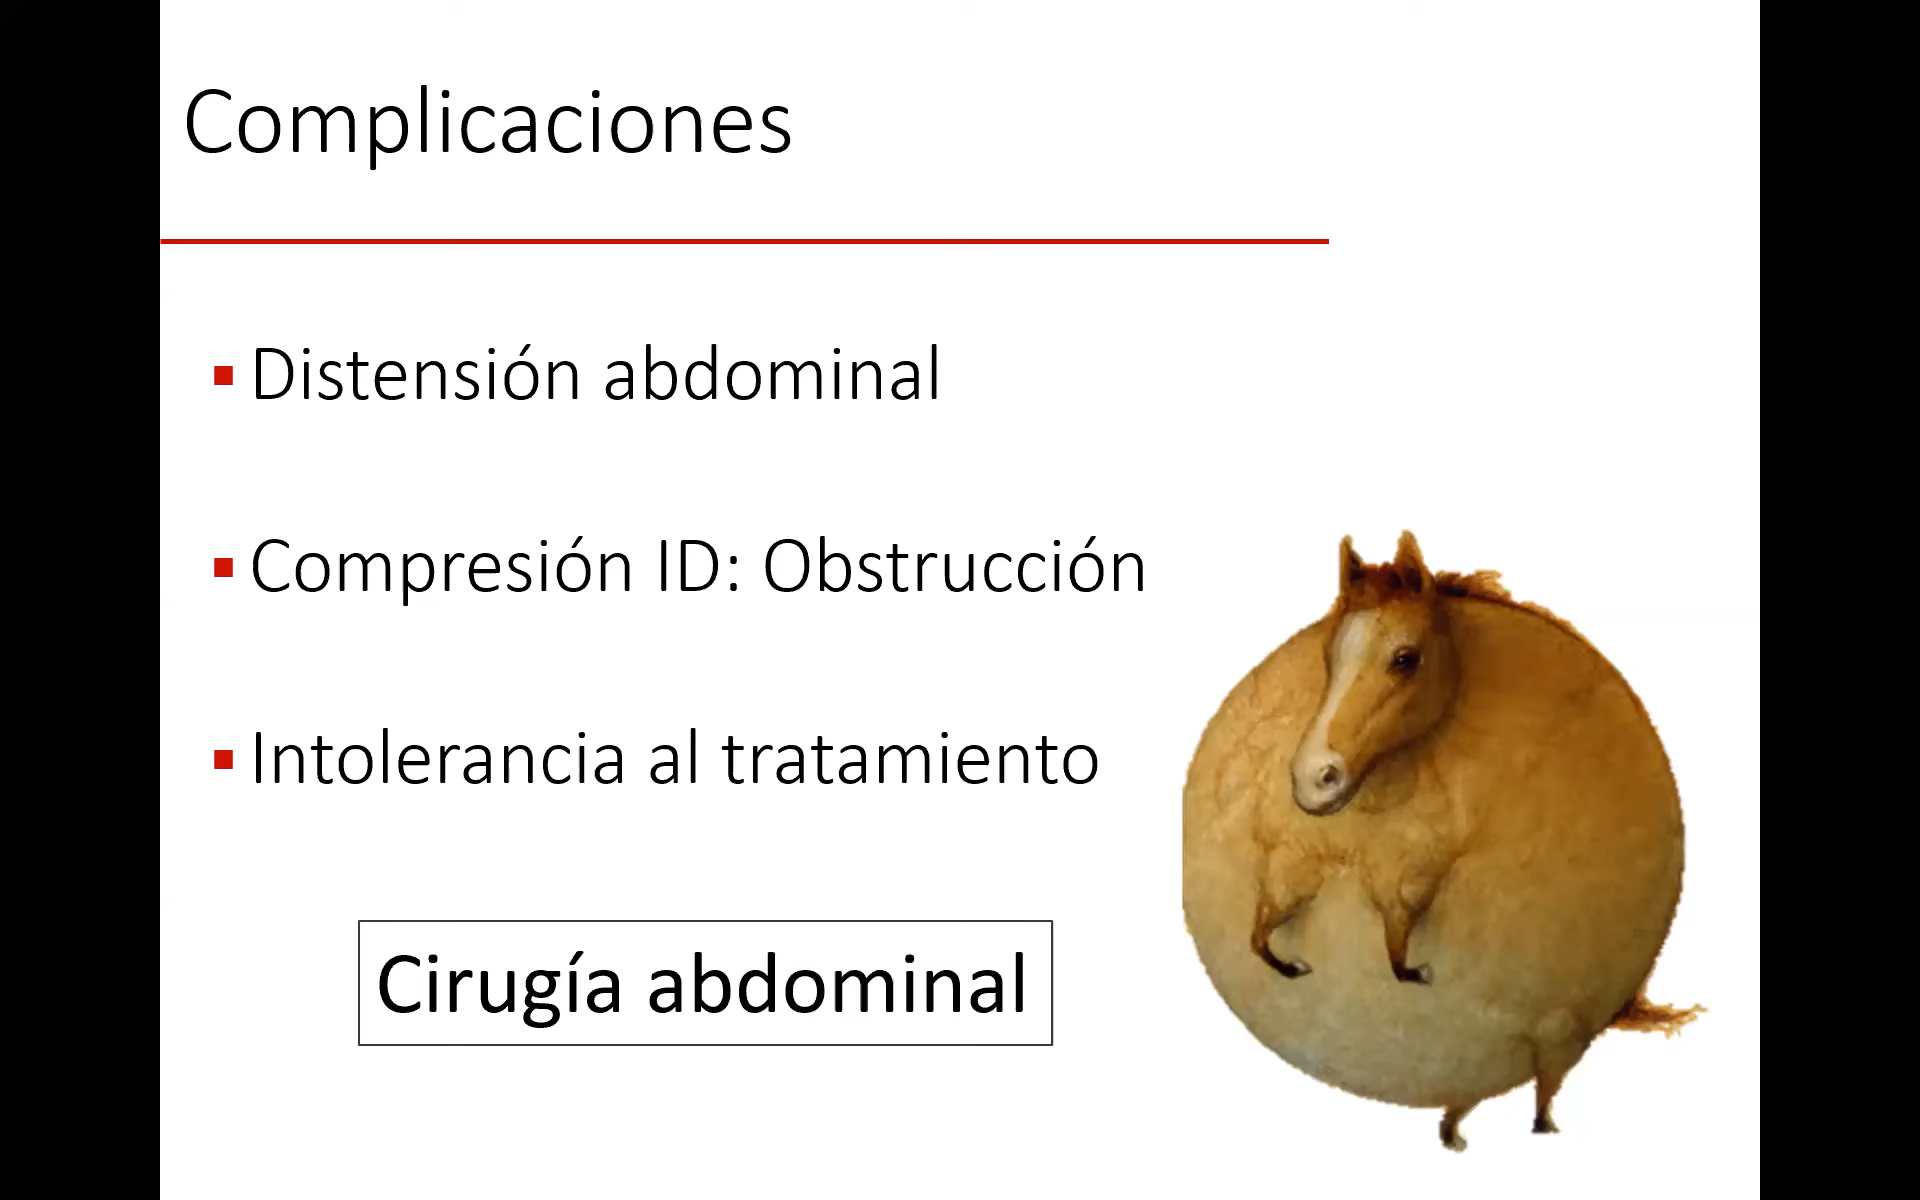 Complicaciones
Distensión abdominal
Compresión ID: Obstrucción
Intolerancia al tratamiento
Cirugía abdominal